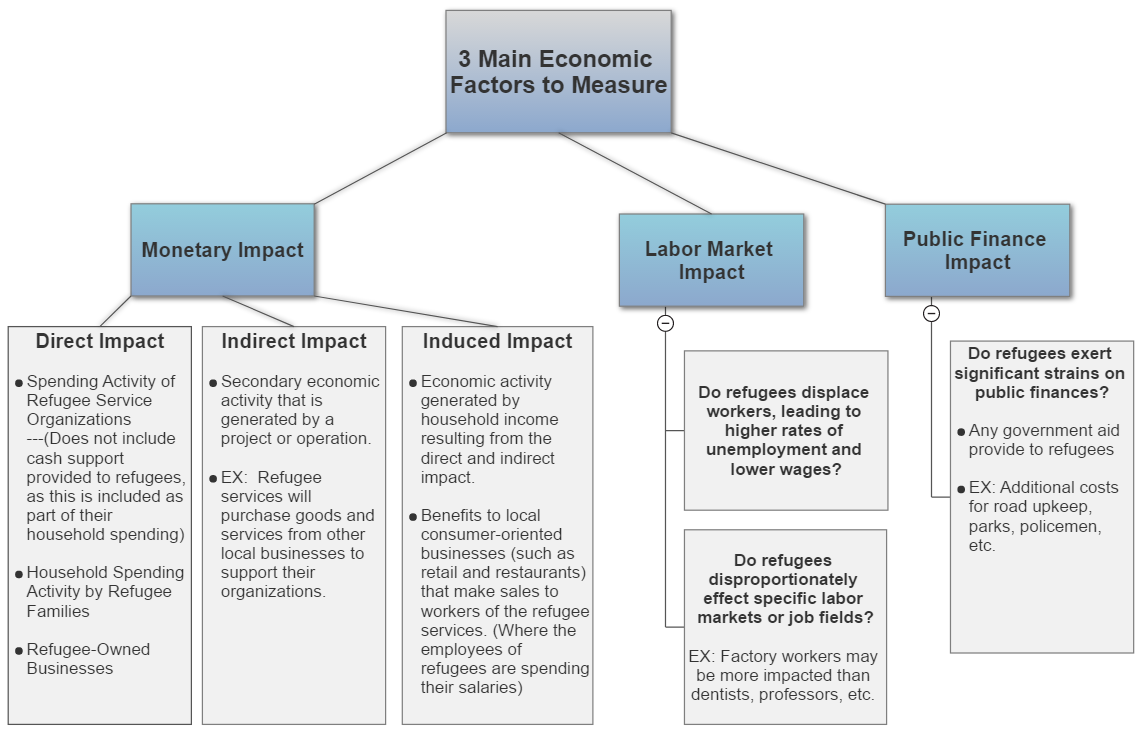 3 Main Economic
Factors to Measure
Monetary Impact
Labor Market
Impact
Public Finance
Impact
Direct Impact
● Spending Activity of
Refugee Service
Organizations
---(Does not include
cash support
provided to refugees,
as this is included as
part of their
household spending)
● Household Spending
Activity by Refugee
Families
● Refugee-Owned
Businesses
Indirect Impact
● Secondary economic
activity that is
generated by a
project or operation.
● EX:  Refugee
services will
purchase goods and
services from other
local businesses to
support their
organizations.
Induced Impact
● Economic activity
generated by
household income
resulting from the
direct and indirect
impact.
● Benefits to local
consumer-oriented
businesses (such as
retail and restaurants)
that make sales to
workers of the refugee
services. (Where the
employees of
refugees are spending
their salaries)
Do refugees displace
workers, leading to
higher rates of
unemployment and
lower wages?
Do refugees
disproportionately
effect specific labor
markets or job fields?
EX: Factory workers may
be more impacted than
dentists, professors, etc.
Do refugees exert
significant strains on
public finances?
● Any government aid
provide to refugees
● EX: Additional costs
for road upkeep,
parks, policemen,
etc.